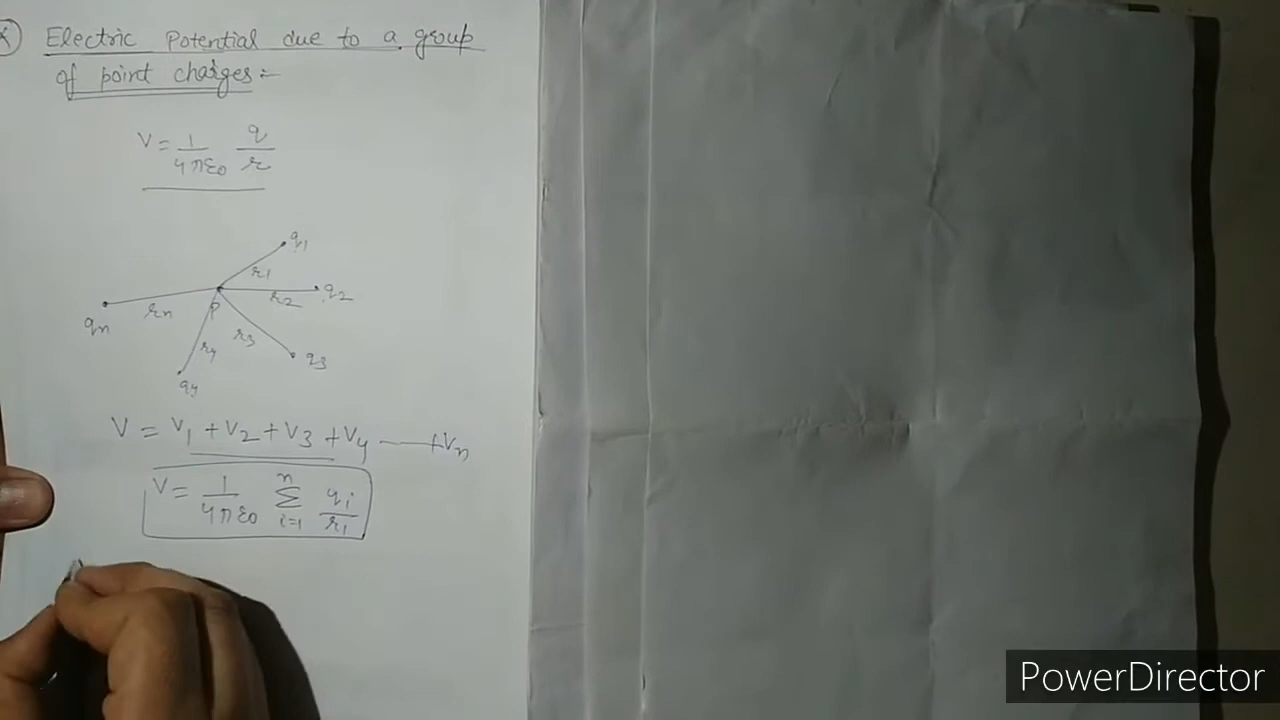 Electric Potential due to a group
of point charges :-
V = 1/4πε0 q/r
q1
r1
r2 q2
P
rn
qn
r3
r4
q3
q4
V = V1 + V2 + V3 + V4 —— + Vn
V = 1/4πε0 n∑i=1 qi/ri
PowerDirector